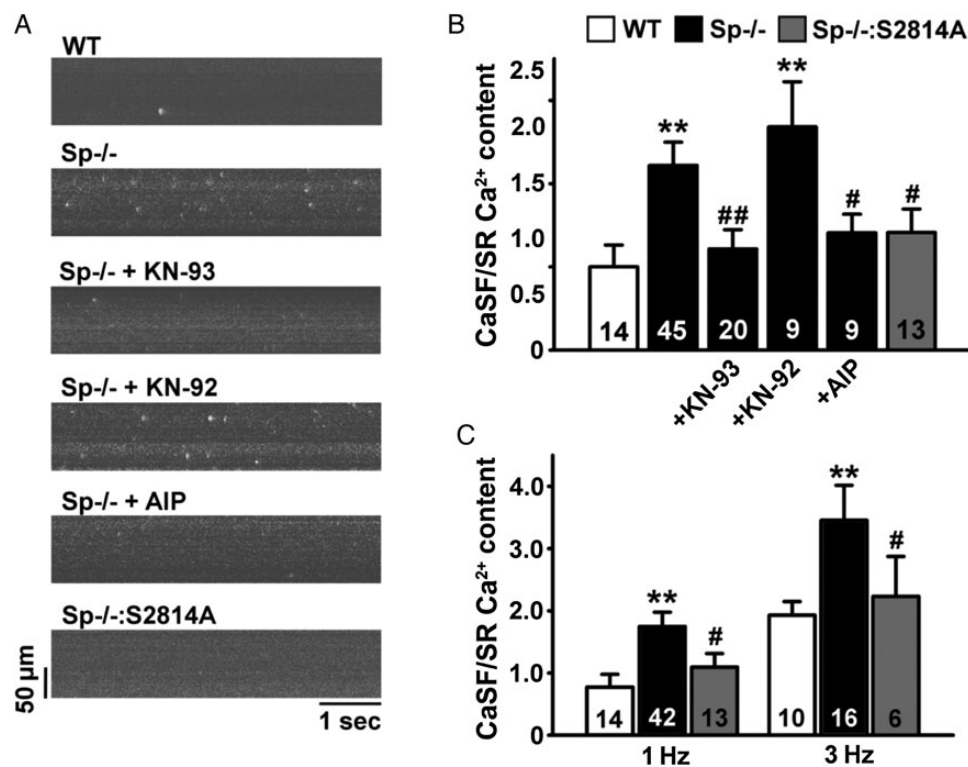 A
WT
Sp-/-
Sp-/- + KN-93
Sp-/- + KN-92
Sp-/- + AIP
Sp-/-:S2814A
50 µm
1 sec
B
WT Sp-/- Sp-/-:S2814A
CaSF/SR Ca²⁺ content
2.5
2.0
1.5
1.0
0.5
0
** ## ** # #
14 45 20 9 9 13
+KN-93 +KN-92 +AIP
C
CaSF/SR Ca²⁺ content
4.0
3.0
2.0
1.0
0
** # ** #
14 42 13 10 16 6
1 Hz 3 Hz